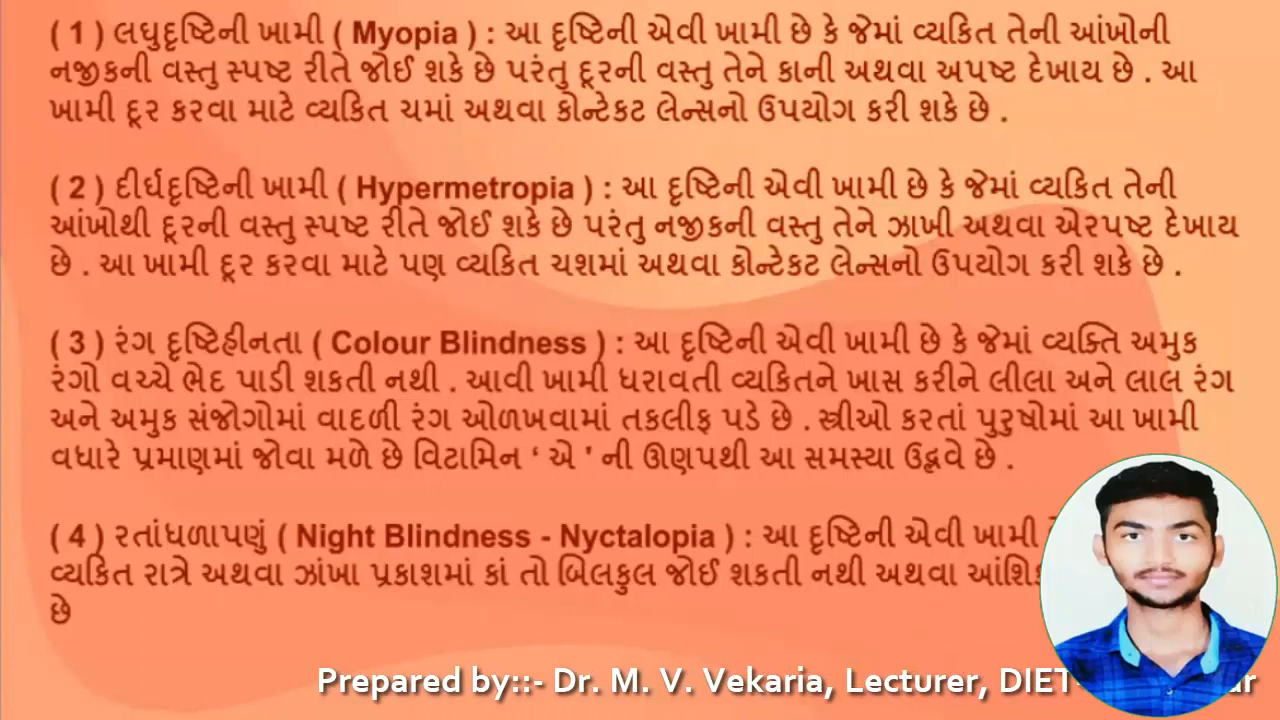 ( 1 ) લઘુદૃષ્ટિની ખામી ( Myopia ) : આ દૃષ્ટિની એવી ખામી છે કે જેમાં વ્યકિત તેની આંખોની
નજીકની વસ્તુ સ્પષ્ટ રીતે જોઈ શકે છે પરંતુ દૂરની વસ્તુ તેને કાની અથવા અપષ્ટ દેખાય છે . આ
ખામી દૂર કરવા માટે વ્યકિત ચમાં અથવા કોન્ટેકટ લેન્સનો ઉપયોગ કરી શકે છે .
( 2 ) દીર્ઘદૃષ્ટિની ખામી ( Hypermetropia ) : આ દૃષ્ટિની એવી ખામી છે કે જેમાં વ્યકિત તેની
આંખોથી દૂરની વસ્તુ સ્પષ્ટ રીતે જોઈ શકે છે પરંતુ નજીકની વસ્તુ તેને ઝાખી અથવા એરપષ્ટ દેખાય
છે . આ ખામી દૂર કરવા માટે પણ વ્યકિત ચશમાં અથવા કોન્ટેકટ લેન્સનો ઉપયોગ કરી શકે છે .
( 3 ) રંગ દૃષ્ટિહીનતા ( Colour Blindness ) : આ દૃષ્ટિની એવી ખામી છે કે જેમાં વ્યક્તિ અમુક
રંગો વચ્ચે ભેદ પાડી શકતી નથી . આવી ખામી ધરાવતી વ્યકિતને ખાસ કરીને લીલા અને લાલ રંગ
અને અમુક સંજોગોમાં વાદળી રંગ ઓળખવામાં તકલીફ પડે છે . સ્ત્રીઓ કરતાં પુરુષોમાં આ ખામી
વધારે પ્રમાણમાં જોવા મળે છે વિટામિન ‘ એ ’ ની ઊણપથી આ સમસ્યા ઉદ્ભવે છે .
( 4 ) રતાંધળાપણું ( Night Blindness - Nyctalopia ) : આ દૃષ્ટિની એવી ખામી
વ્યકિત રાત્રે અથવા ઝાંખા પ્રકાશમાં કાં તો બિલકુલ જોઈ શકતી નથી અથવા
છે
Prepared by::- Dr. M. V. Vekaria, Lecturer, DIET